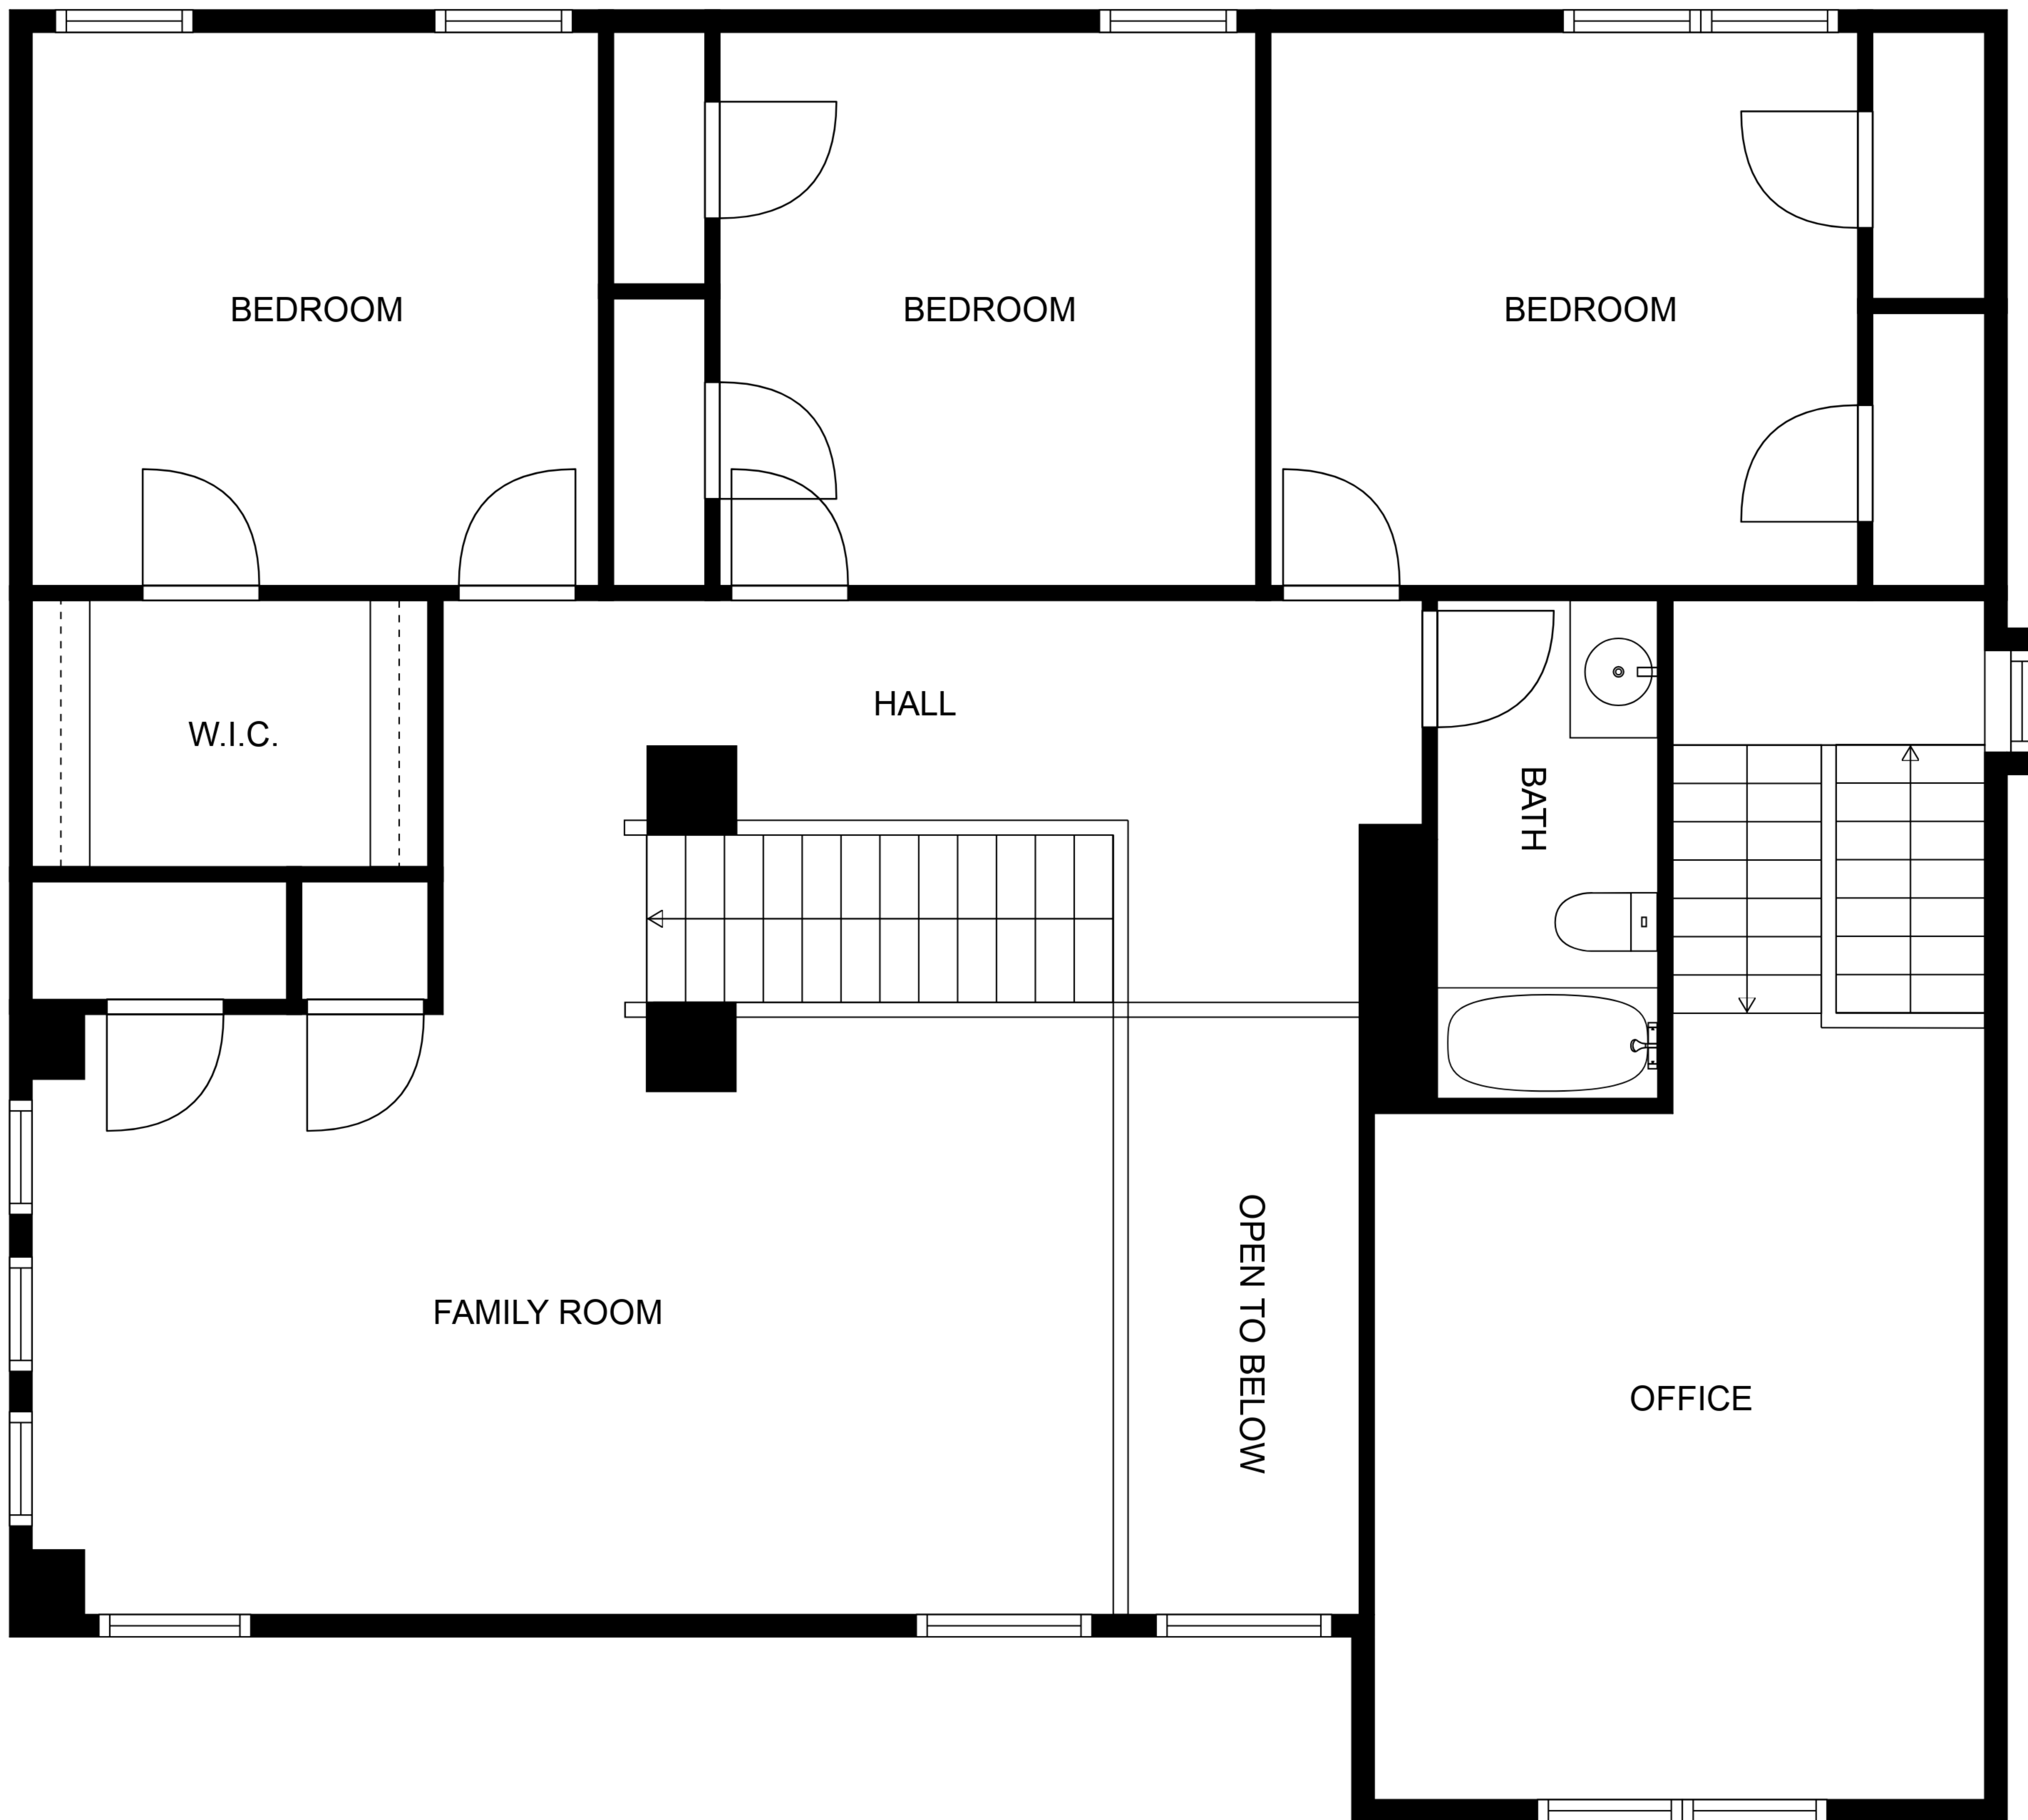 BEDROOM
BEDROOM
BEDROOM
HALL
W.I.C.
BATH
OPEN TO BELOW
FAMILY ROOM
OFFICE